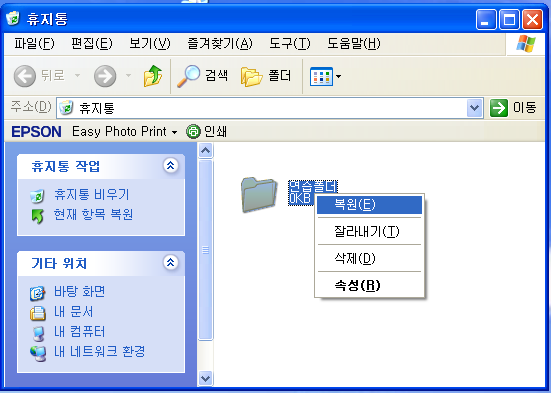 휴지통
파일(F) 편집(E) 보기(V) 즐겨찾기(A) 도구(T) 도움말(H)
뒤로 검색 폴더
주소(D) 휴지통 이동
EPSON Easy Photo Print 인쇄
휴지통 작업
휴지통 비우기
현재 항목 복원
기타 위치
바탕 화면
내 문서
내 컴퓨터
내 네트워크 환경
연습폴더
0KB
복원(E)
잘라내기(T)
삭제(D)
속성(R)